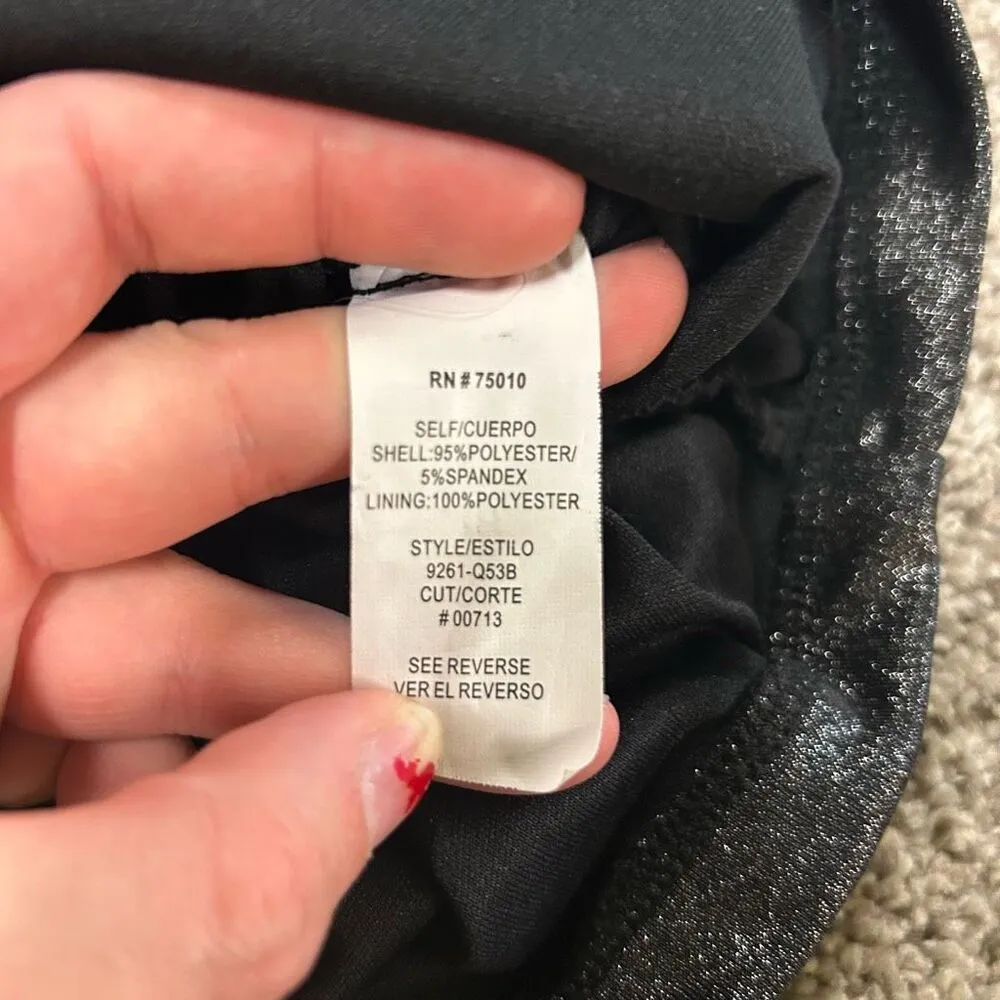 RN # 75010
SELF/CUERPO
SHELL:95%POLYESTER/
5%SPANDEX
LINING:100%POLYESTER
STYLE/ESTILO
9261-Q53B
CUT/CORTE
# 00713
SEE REVERSE
VER EL REVERSO